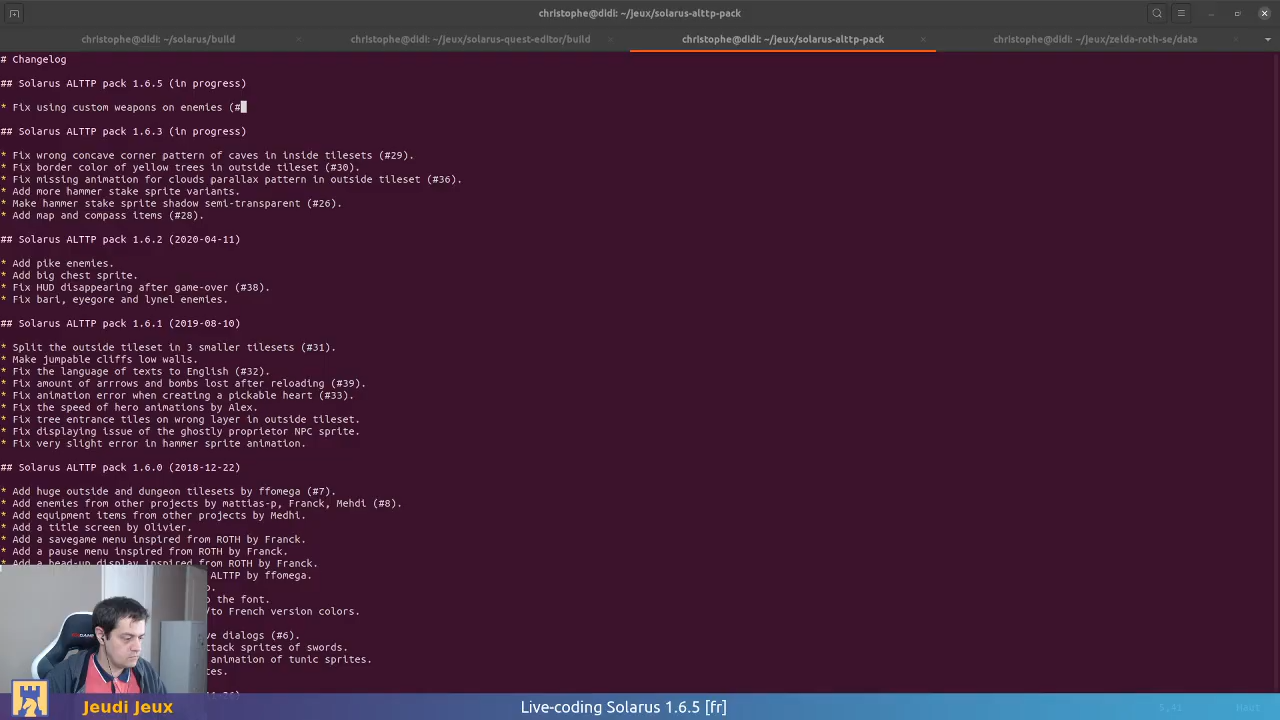 christophe@didi: ~/jeux/solarus-alttp-pack
christophe@didi: ~/solarus/build
christophe@didi: ~/jeux/solarus-quest-editor/build
christophe@didi: ~/jeux/solarus-alttp-pack
christophe@didi: ~/jeux/zelda-roth-se/data
# Changelog
## Solarus ALTTP pack 1.6.5 (in progress)
* Fix using custom weapons on enemies (#
## Solarus ALTTP pack 1.6.3 (in progress)
* Fix wrong concave corner pattern of caves in inside tilesets (#29).
* Fix border color of yellow trees in outside tileset (#30).
* Fix missing animation for clouds parallax pattern in outside tileset (#36).
* Add more hammer stake sprite variants.
* Make hammer stake sprite shadow semi-transparent (#26).
* Add map and compass items (#28).
## Solarus ALTTP pack 1.6.2 (2020-04-11)
* Add pike enemies.
* Add big chest sprite.
* Fix HUD disappearing after game-over (#38).
* Fix bari, eyegore and lynel enemies.
## Solarus ALTTP pack 1.6.1 (2019-08-10)
* Split the outside tileset in 3 smaller tilesets (#31).
* Make jumpable cliffs low walls.
* Fix the language of texts to English (#32).
* Fix amount of arrrows and bombs lost after reloading (#39).
* Fix animation error when creating a pickable heart (#33).
* Fix the speed of hero animations by Alex.
* Fix tree entrance tiles on wrong layer in outside tileset.
* Fix displaying issue of the ghostly proprietor NPC sprite.
* Fix very slight error in hammer sprite animation.
## Solarus ALTTP pack 1.6.0 (2018-12-22)
* Add huge outside and dungeon tilesets by ffomega (#7).
* Add enemies from other projects by mattias-p, Franck, Mehdi (#8).
* Add equipment items from other projects by Medhi.
* Add a title screen by Olivier.
* Add a savegame menu inspired from ROTH by Franck.
* Add a pause menu inspired from ROTH by Franck.
* Add a head-up display inspired from ROTH by Franck.
ALTTP by ffomega.
the font.
/to French version colors.
dialogs (#6).
sprites of swords.
animation of tunic sprites.
Jeudi Jeux
Live-coding Solarus 1.6.5 [fr]
5,41
Haut